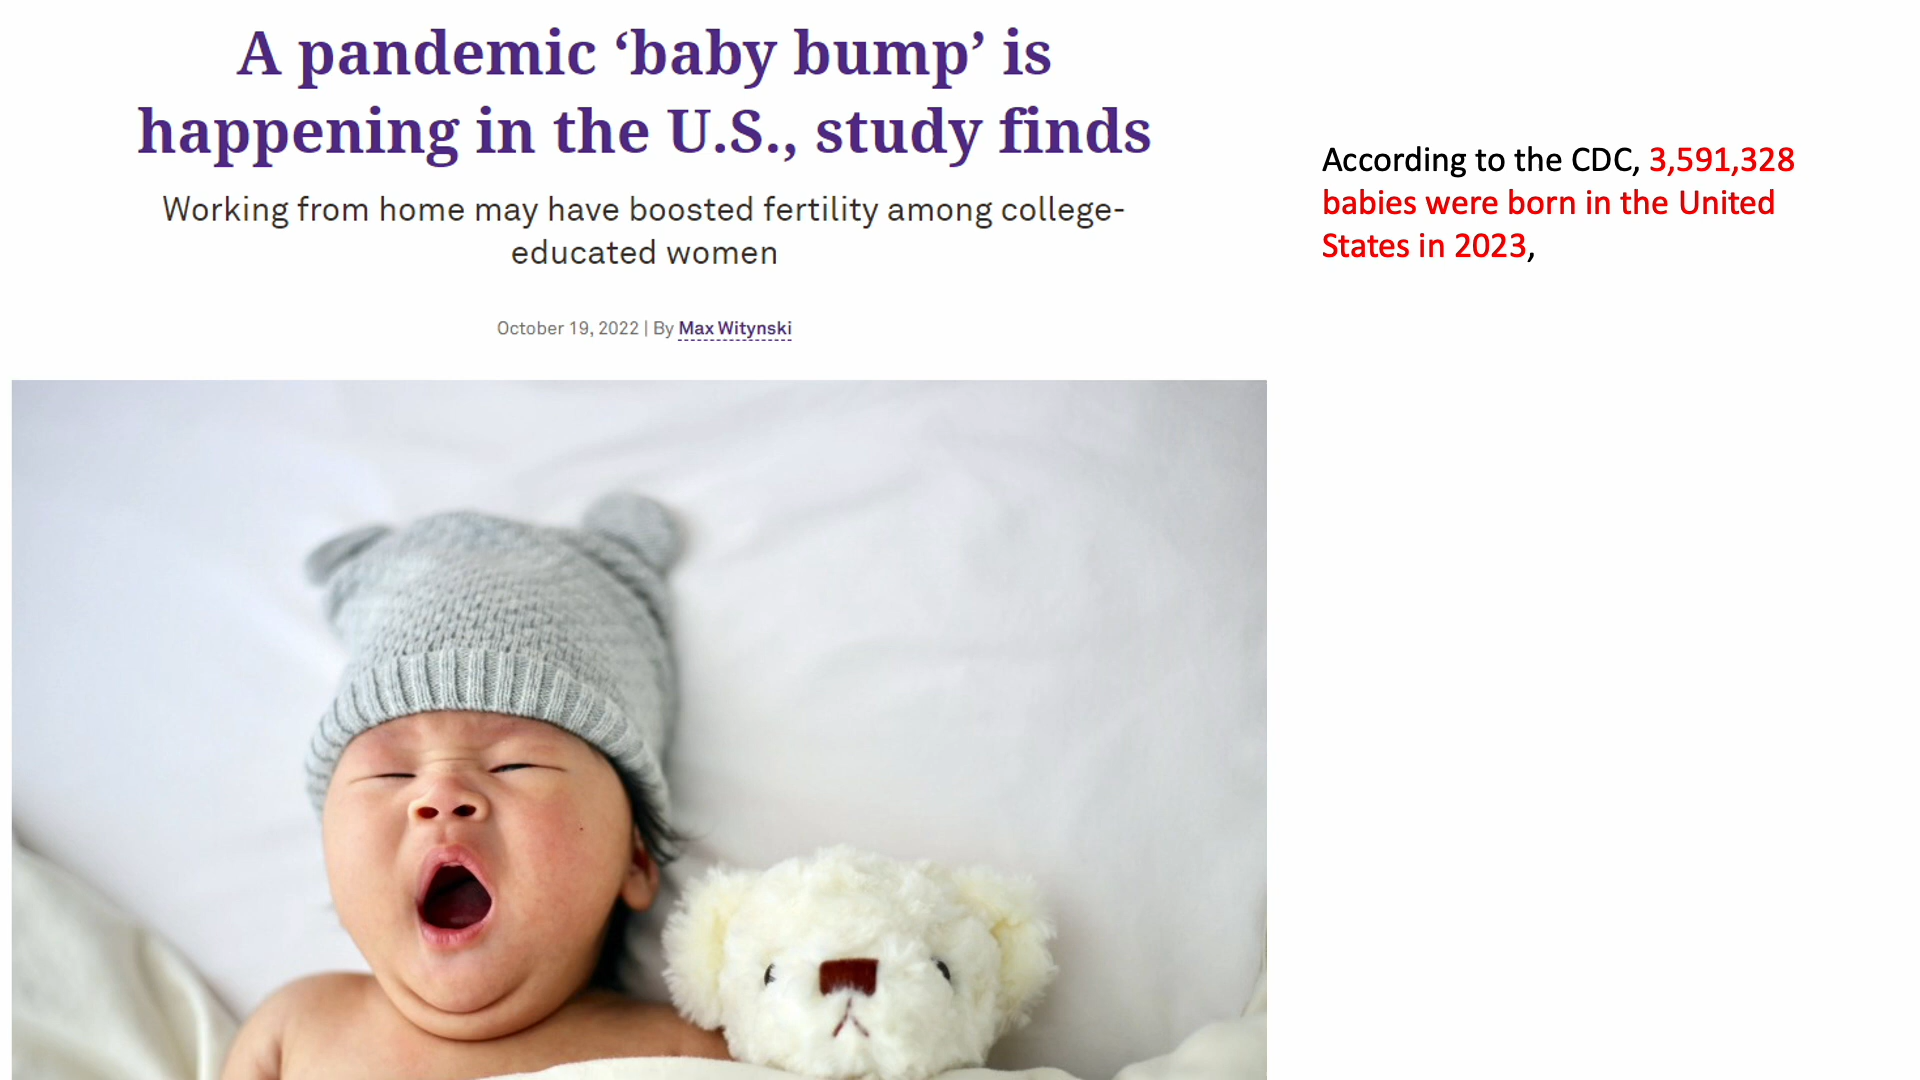 A pandemic ‘baby bump’ is
happening in the U.S., study finds
Working from home may have boosted fertility among college-
educated women
October 19, 2022 | By Max Witynski
According to the CDC, 3,591,328
babies were born in the United
States in 2023,